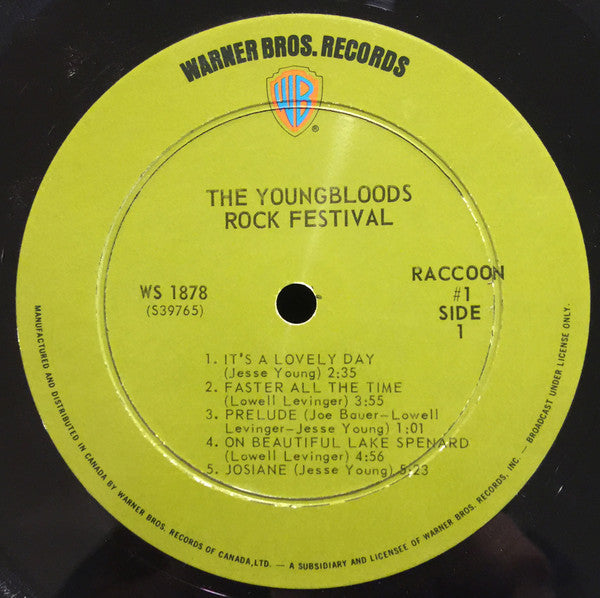 WARNER BROS. RECORDS
WB
®
THE YOUNGBLOODS
ROCK FESTIVAL
WS 1878
(S39765)
RACCOON
#1
SIDE
1
1. IT'S A LOVELY DAY
(Jesse Young) 2:35
2. FASTER ALL THE TIME
(Lowell Levinger) 3:55
3. PRELUDE (Joe Bauer—Lowell
Levinger—Jesse Young) 1:01
4. ON BEAUTIFUL LAKE SPENARD
(Lowell Levinger) 4:56
5. JOSIANE (Jesse Young) 5:23
MANUFACTURED AND DISTRIBUTED IN CANADA BY WARNER BROS. RECORDS OF CANADA, LTD. — A SUBSIDIARY AND LICENSEE OF WARNER BROS. RECORDS, INC. — BROADCAST UNDER LICENSE ONLY.